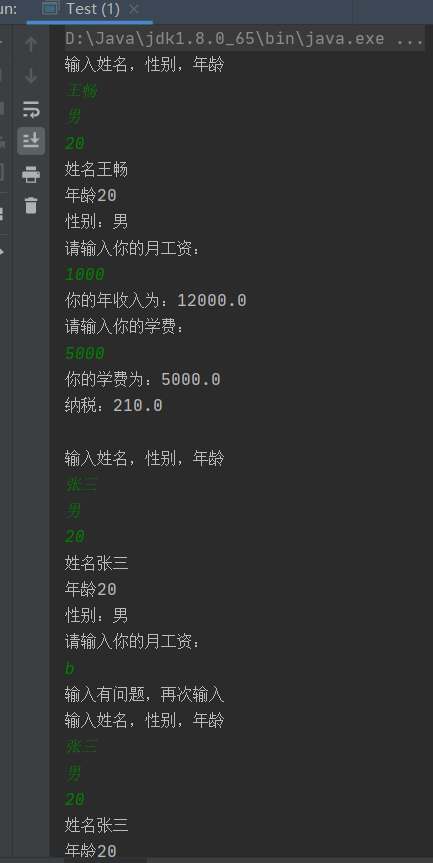 un: Test (1) ×
D:\Java\jdk1.8.0_65\bin\java.exe ...
输入姓名，性别，年龄
王畅
男
20
姓名王畅
年龄20
性别：男
请输入你的月工资：
1000
你的年收入为：12000.0
请输入你的学费：
5000
你的学费为：5000.0
纳税：210.0
输入姓名，性别，年龄
张三
男
20
姓名张三
年龄20
性别：男
请输入你的月工资：
b
输入有问题，再次输入
输入姓名，性别，年龄
张三
男
20
姓名张三
年龄20